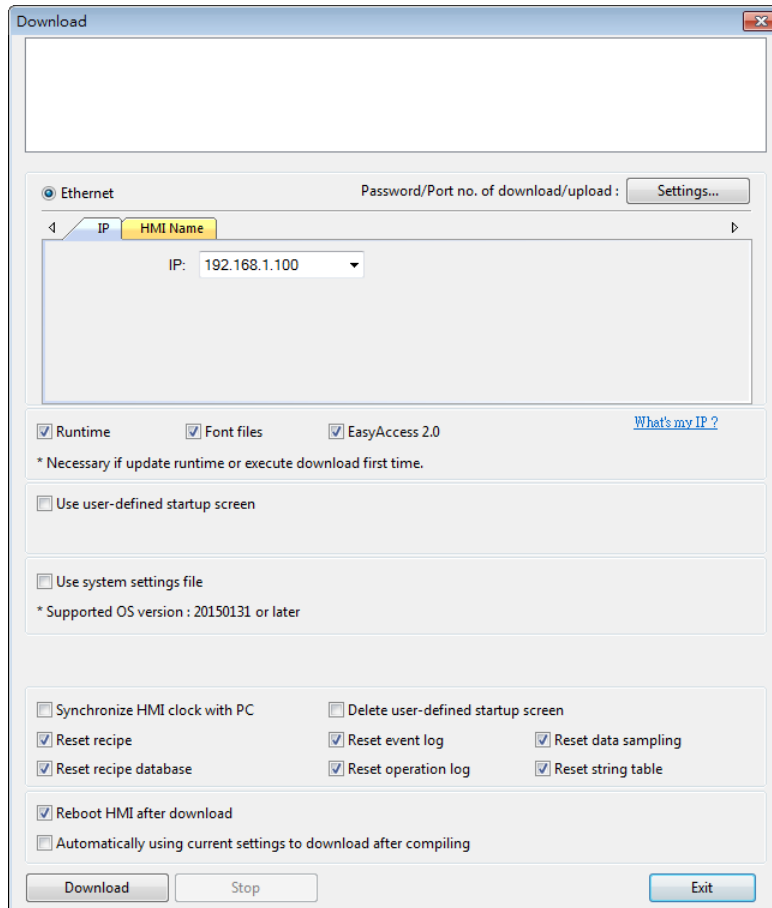 Download
Ethernet Password/Port no. of download/upload : Settings...
IP HMI Name
IP: 192.168.1.100
Runtime Font files EasyAccess 2.0 What's my IP ?
* Necessary if update runtime or execute download first time.
Use user-defined startup screen
Use system settings file
* Supported OS version : 20150131 or later
Synchronize HMI clock with PC Delete user-defined startup screen
Reset recipe Reset event log Reset data sampling
Reset recipe database Reset operation log Reset string table
Reboot HMI after download
Automatically using current settings to download after compiling
Download Stop Exit